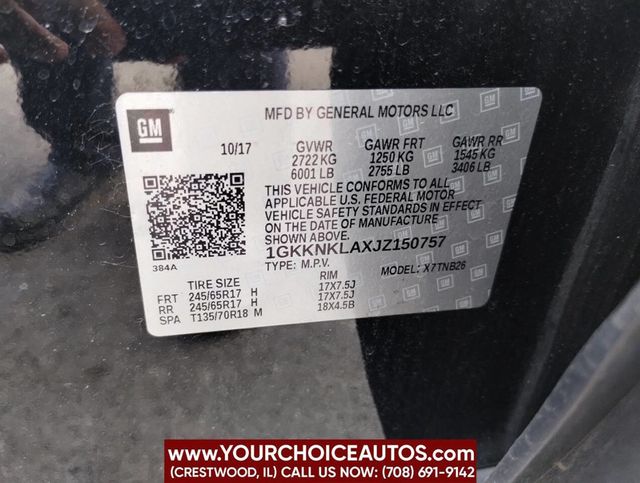 GM
MFD BY GENERAL MOTORS LLC
10/17 GVWR GAWR FRT GAWR RR
2722 KG 1250 KG 1545 KG
6001 LB 2755 LB 3406 LB
THIS VEHICLE CONFORMS TO ALL
APPLICABLE U.S. FEDERAL MOTOR
VEHICLE SAFETY STANDARDS IN EFFECT
ON THE DATE OF MANUFACTURE
SHOWN ABOVE.
1GKKNKLAXJZ150757
384A TYPE: M.P.V. MODEL: X7TNB26
TIRE SIZE RIM
FRT 245/65R17 H 17X7.5J
RR 245/65R17 H 17X7.5J
SPA T135/70R18 M 18X4.5B
WWW.YOURCHOICEAUTOS.COM
(CRESTWOOD, IL) CALL US NOW: (708) 691-9142